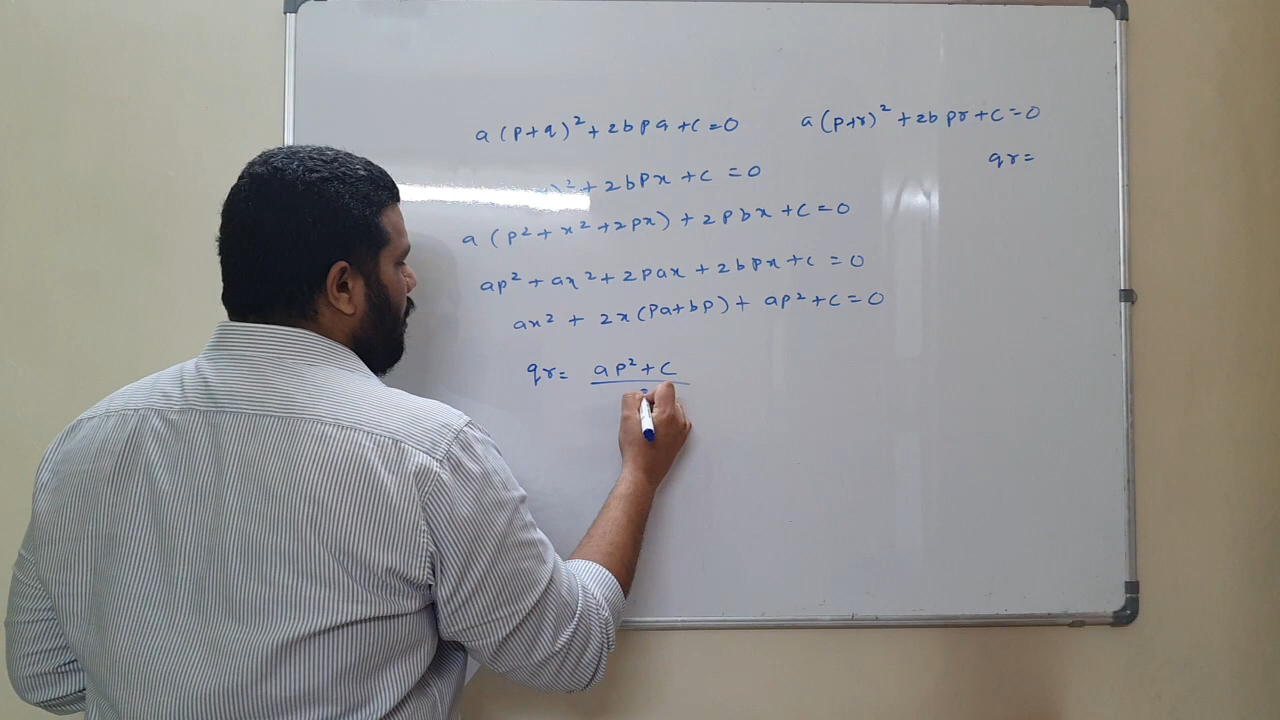 a(p+q)²+2bpq+c=0 a(p+r)²+2bpr+c=0
qr=
)²+2bpx+c=0
a(p²+x²+2px)+2pbx+c=0
ap²+ax²+2pax+2bpx+c=0
ax²+2x(pa+bp)+ap²+c=0
qr= ap²+c